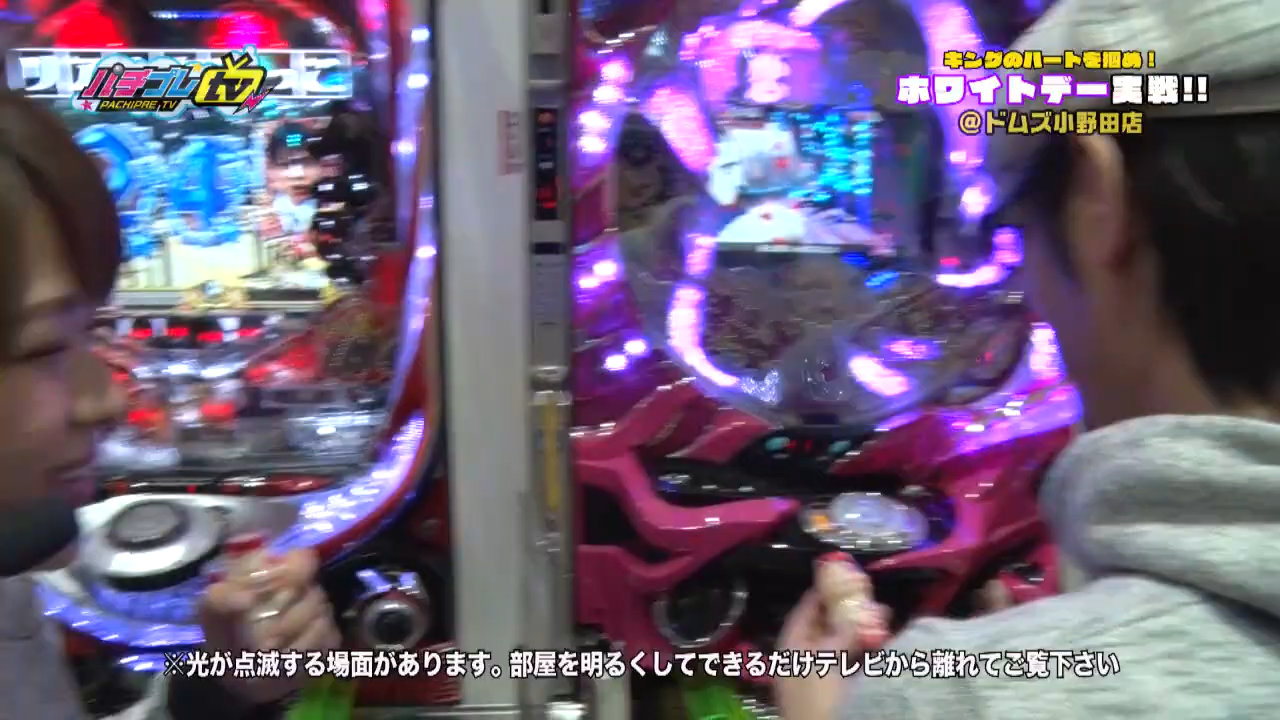 パチプレtv
PACHIPRE TV
キングのハートを掴め!
ホワイトデー実戦!!
@ドムズ小野田店
※光が点滅する場面があります。部屋を明るくしてできるだけテレビから離れてご覧下さい